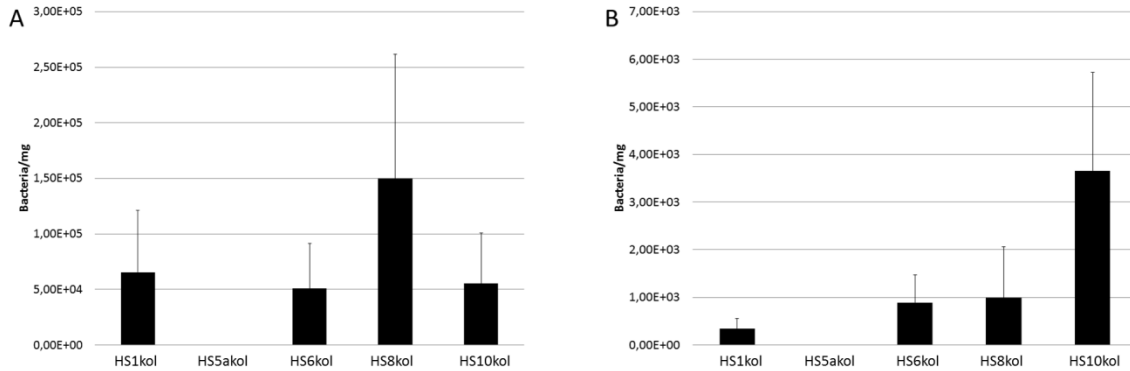 A
3,00E+05
2,50E+05
2,00E+05
1,50E+05
1,00E+05
5,00E+04
0,00E+00
Bacteria/mg
HS1kol HS5akol HS6kol HS8kol HS10kol
B
7,00E+03
6,00E+03
5,00E+03
4,00E+03
3,00E+03
2,00E+03
1,00E+03
0,00E+00
Bacteria/mg
HS1kol HS5akol HS6kol HS8kol HS10kol